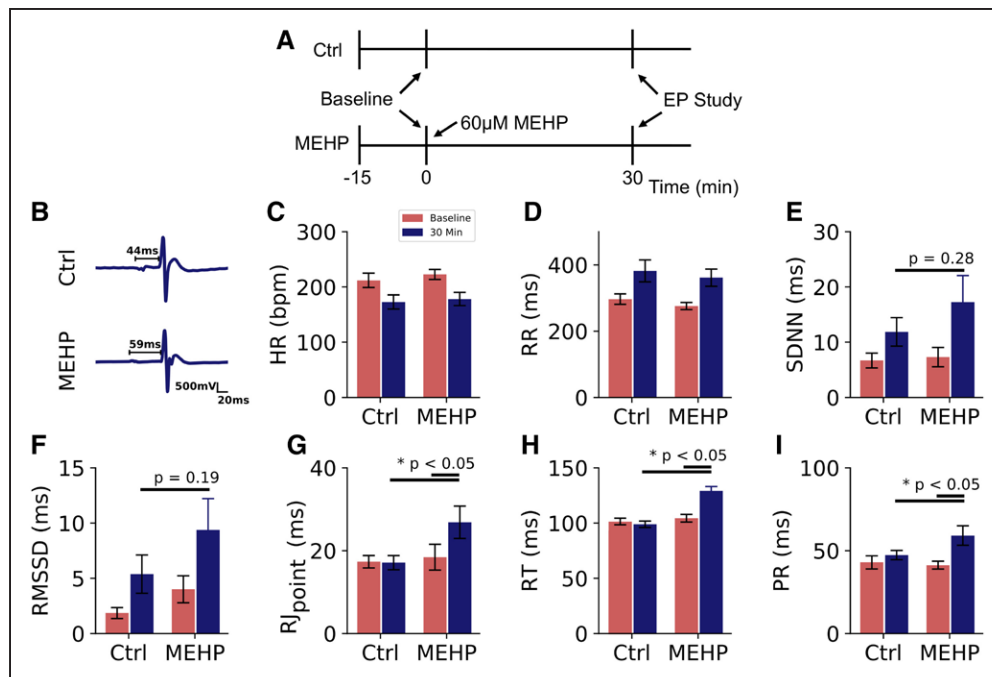 A
Ctrl
Baseline
EP Study
60µM MEHP
MEHP
-15
0
30
Time (min)
B
Ctrl
44ms
MEHP
59ms
500mV
20ms
C
Baseline
30 Min
HR (bpm)
300
200
100
0
Ctrl MEHP
D
RR (ms)
400
200
0
Ctrl MEHP
E
p = 0.28
SDNN (ms)
30
20
10
0
Ctrl MEHP
F
p = 0.19
RMSSD (ms)
15
10
5
0
Ctrl MEHP
G
* p < 0.05
RJpoint (ms)
40
20
0
Ctrl MEHP
H
* p < 0.05
RT (ms)
150
100
50
0
Ctrl MEHP
I
* p < 0.05
PR (ms)
100
50
0
Ctrl MEHP